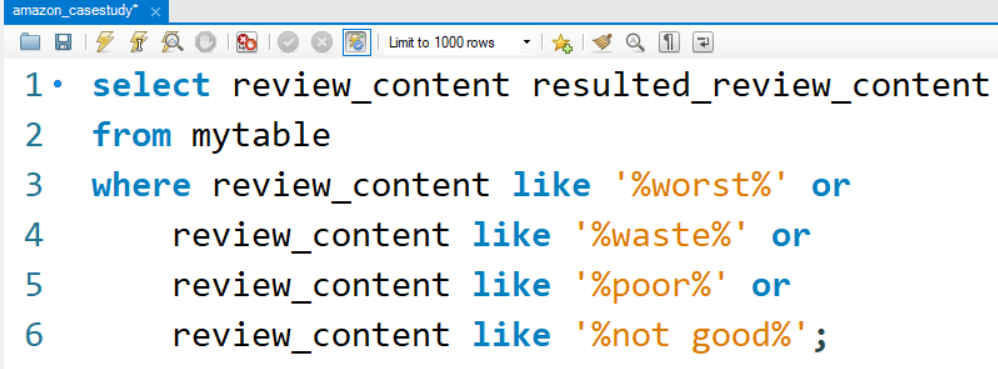 amazon_casestudy*
Limit to 1000 rows
1 select review_content resulted_review_content
2 from mytable
3 where review_content like '%worst%' or
4 review_content like '%waste%' or
5 review_content like '%poor%' or
6 review_content like '%not good%';